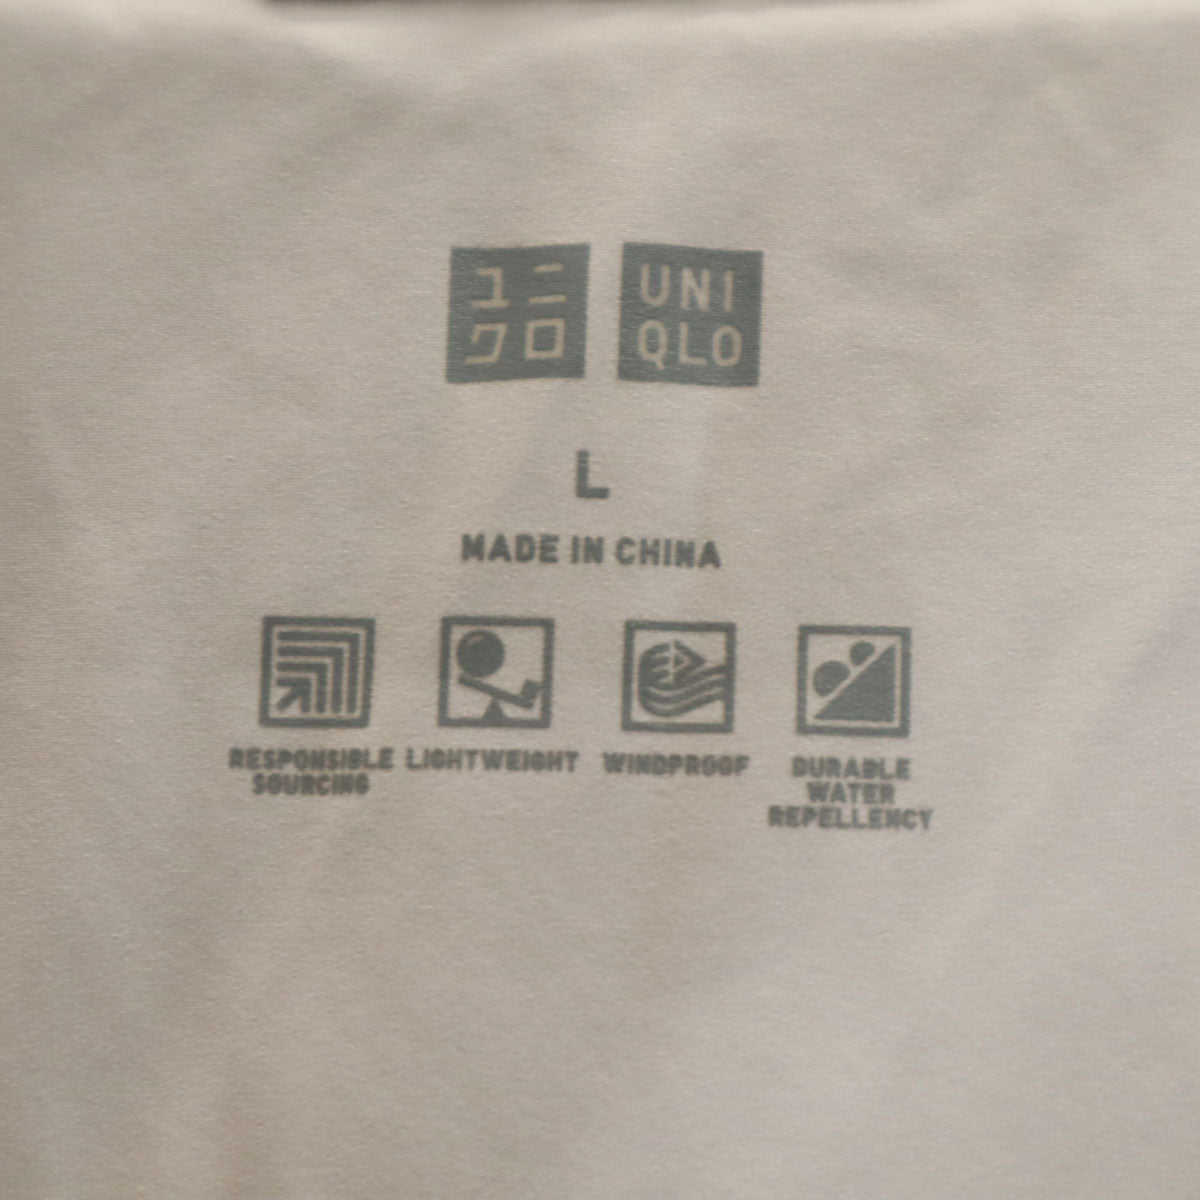 ユニ
クロ
UNI
QLO
L
MADE IN CHINA
RESPONSIBLE
SOURCING
LIGHTWEIGHT
WINDPROOF
DURABLE
WATER
REPELLENCY